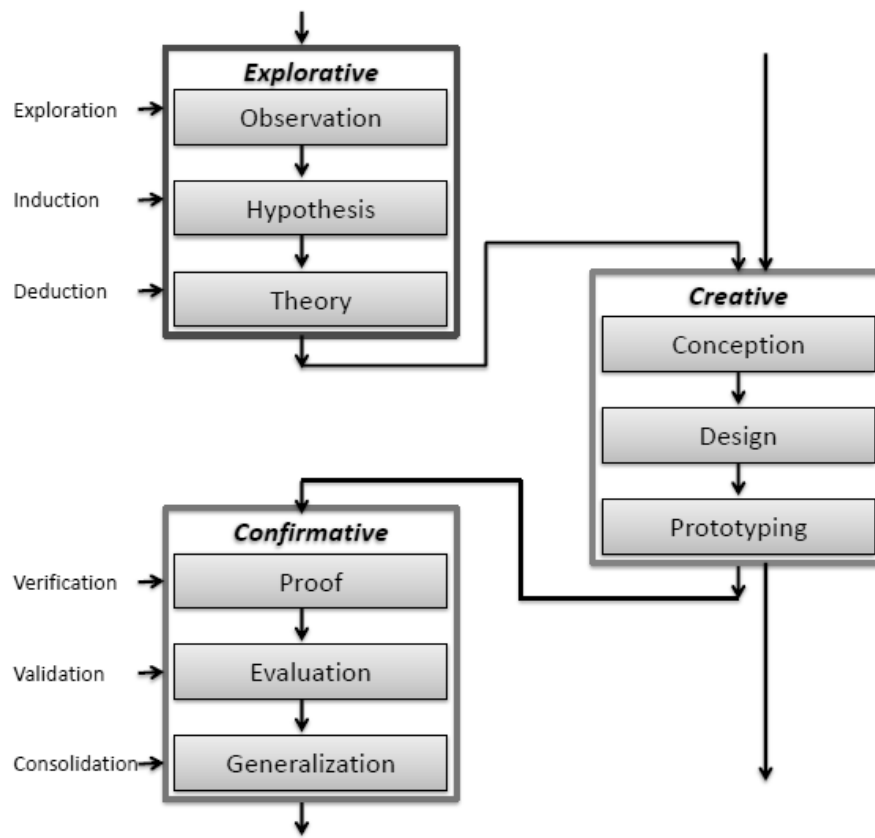 Explorative
Exploration
Observation
Induction
Hypothesis
Deduction
Theory
Creative
Conception
Design
Prototyping
Confirmative
Verification
Proof
Validation
Evaluation
Consolidation
Generalization